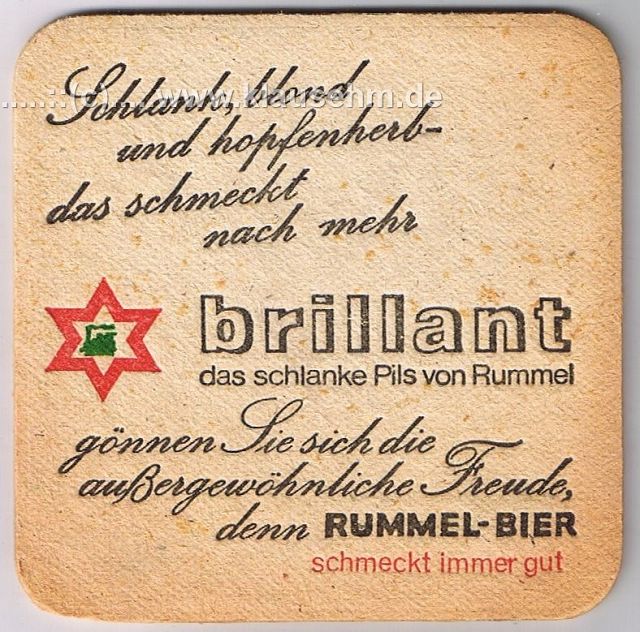 Schlank, blond
.....::(c)....www.klausehm.de
und hopfenherb-
das schmeckt
nach mehr
brillant
das schlanke Pils von Rummel
gönnen Sie sich die
außergewöhnliche Freude,
denn RUMMEL-BIER
schmeckt immer gut